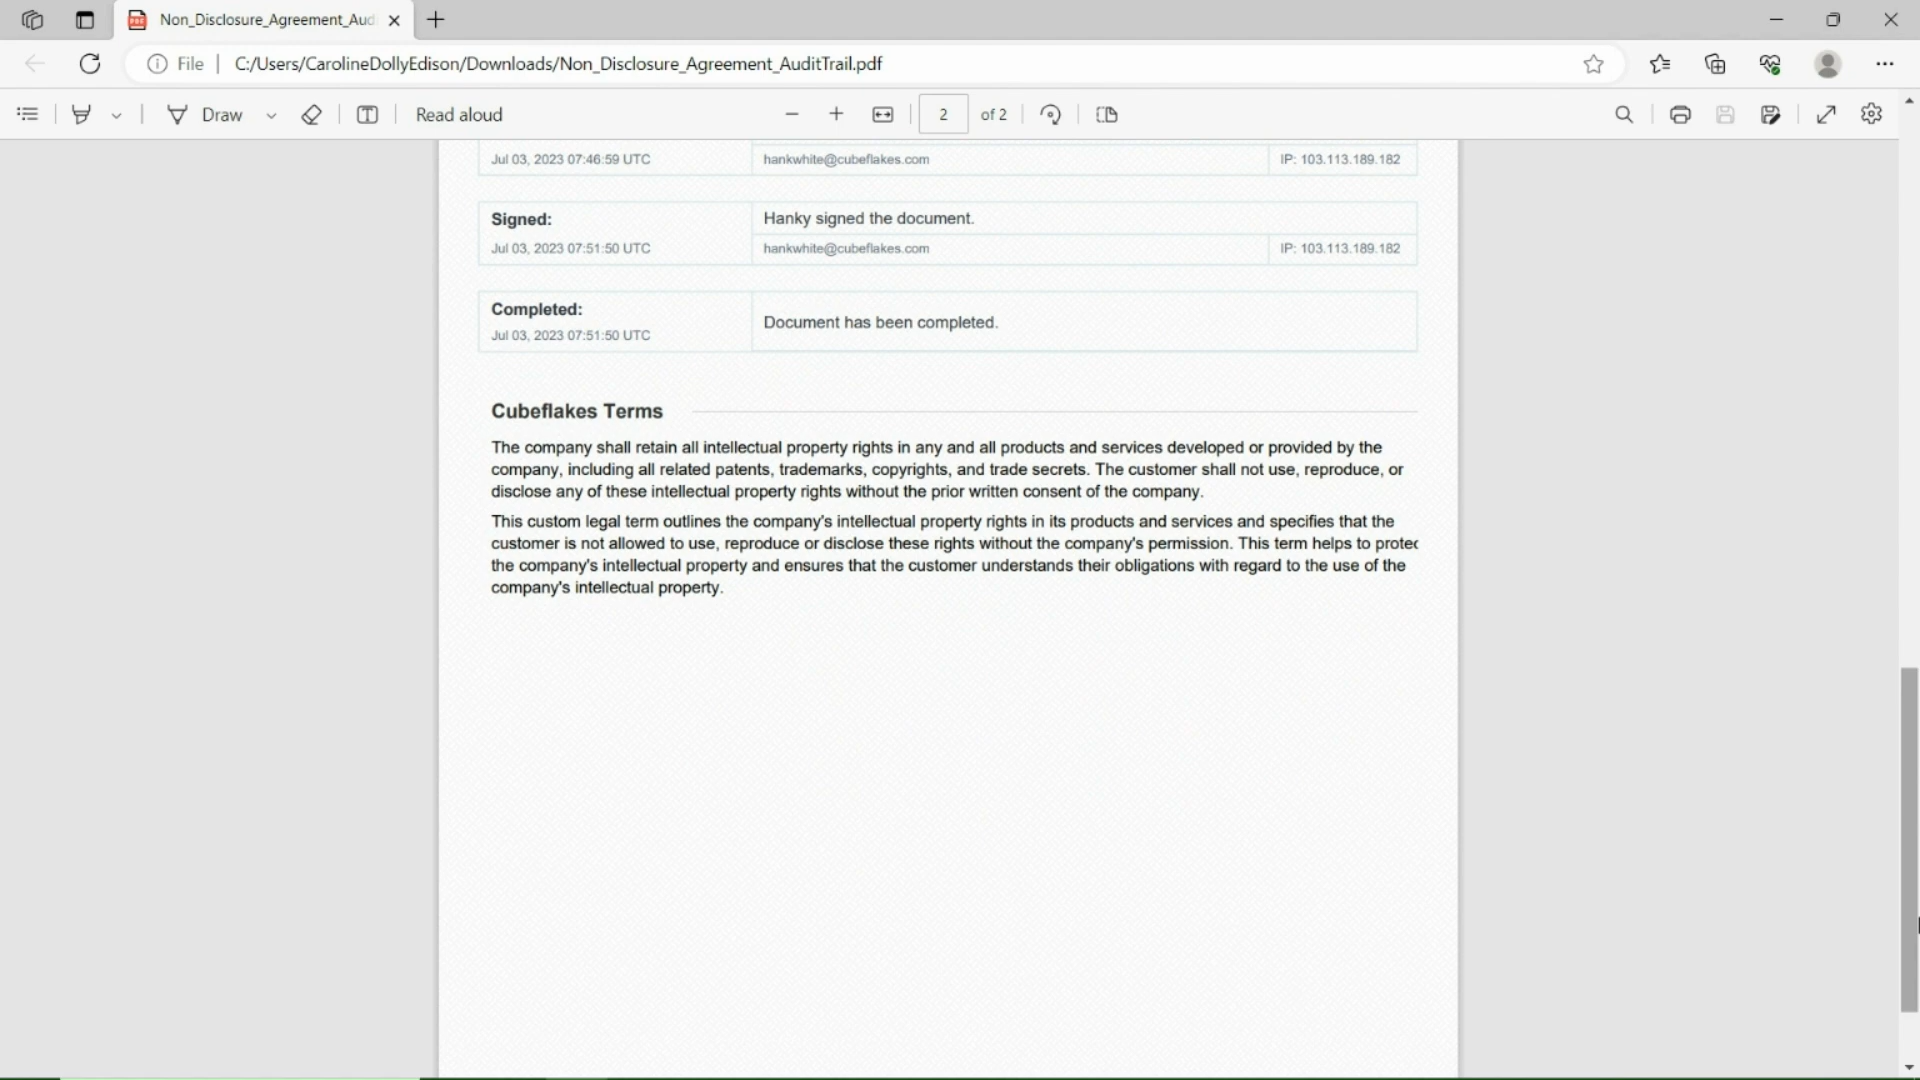 Non_Disclosure_Agreement_Aud
File
C:/Users/CarolineDollyEdison/Downloads/Non_Disclosure_Agreement_AuditTrail.pdf
Draw
Read aloud
2
of 2
Jul 03, 2023 07:46:59 UTC
hankwhite@cubeflakes.com
IP: 103.113.189.182
Signed:
Hanky signed the document.
Jul 03, 2023 07:51:50 UTC
hankwhite@cubeflakes.com
IP: 103.113.189.182
Completed:
Document has been completed.
Jul 03, 2023 07:51:50 UTC
Cubeflakes Terms
The company shall retain all intellectual property rights in any and all products and services developed or provided by the
company, including all related patents, trademarks, copyrights, and trade secrets. The customer shall not use, reproduce, or
disclose any of these intellectual property rights without the prior written consent of the company.
This custom legal term outlines the company's intellectual property rights in its products and services and specifies that the
customer is not allowed to use, reproduce or disclose these rights without the company's permission. This term helps to protec
the company's intellectual property and ensures that the customer understands their obligations with regard to the use of the
company's intellectual property.